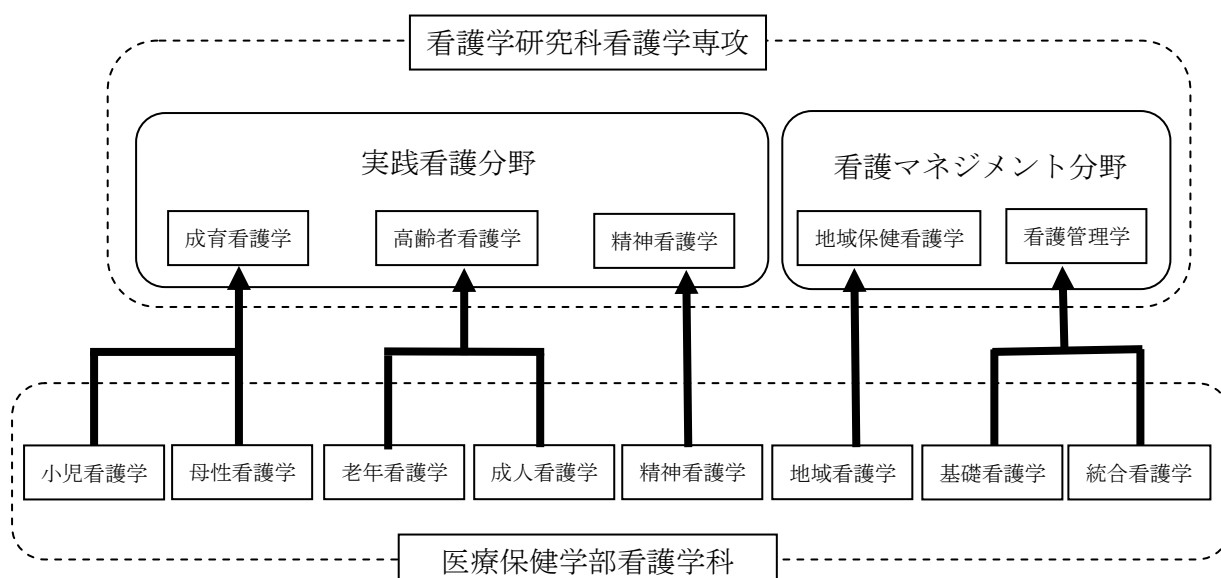 看護学研究科看護学専攻
実践看護分野
看護マネジメント分野
成育看護学
高齢者看護学
精神看護学
地域保健看護学
看護管理学
小児看護学
母性看護学
老年看護学
成人看護学
精神看護学
地域看護学
基礎看護学
統合看護学
医療保健学部看護学科